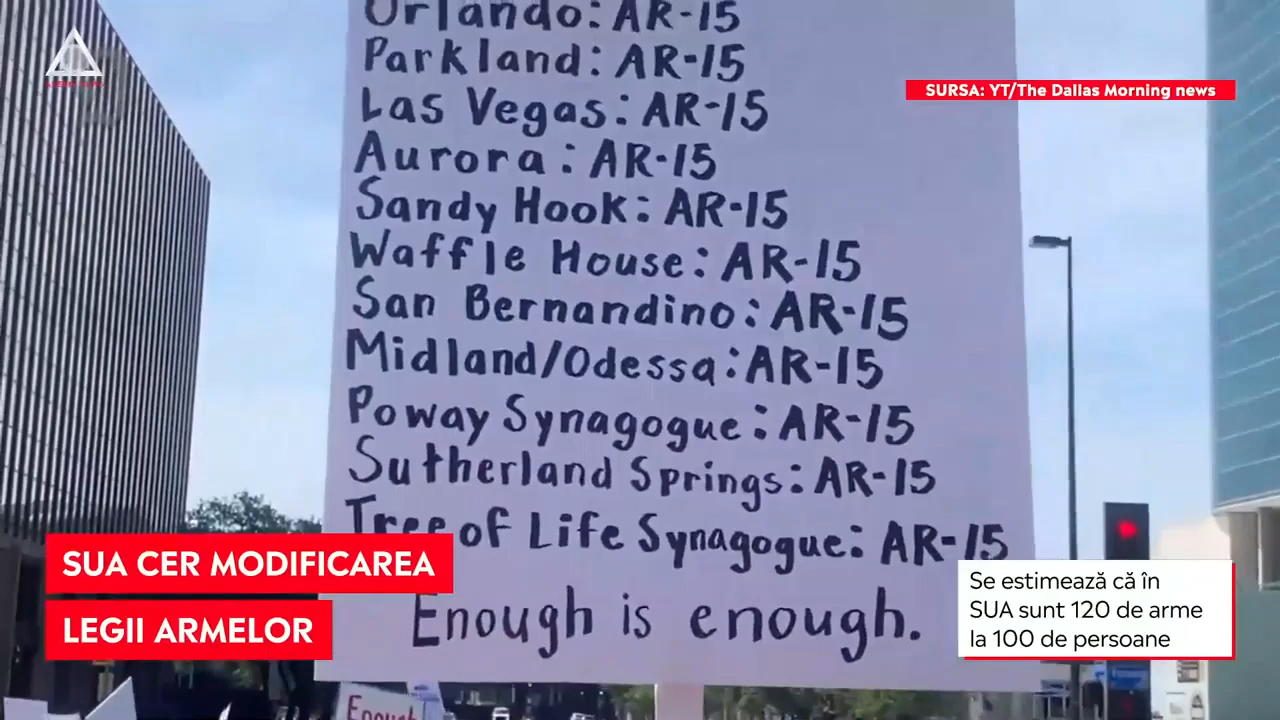 Orlando: AR-15
Parkland: AR-15
SURSA: YT/The Dallas Morning news
Las Vegas: AR-15
Aurora: AR-15
Sandy Hook: AR-15
Waffle House: AR-15
San Bernandino: AR-15
Midland/Odessa: AR-15
Poway Synagogue: AR-15
Sutherland Springs: AR-15
Tree of Life Synagogue: AR-15
Enough is enough.
SUA CER MODIFICAREA
LEGII ARMELOR
Se estimează că în
SUA sunt 120 de arme
la 100 de persoane
Enough